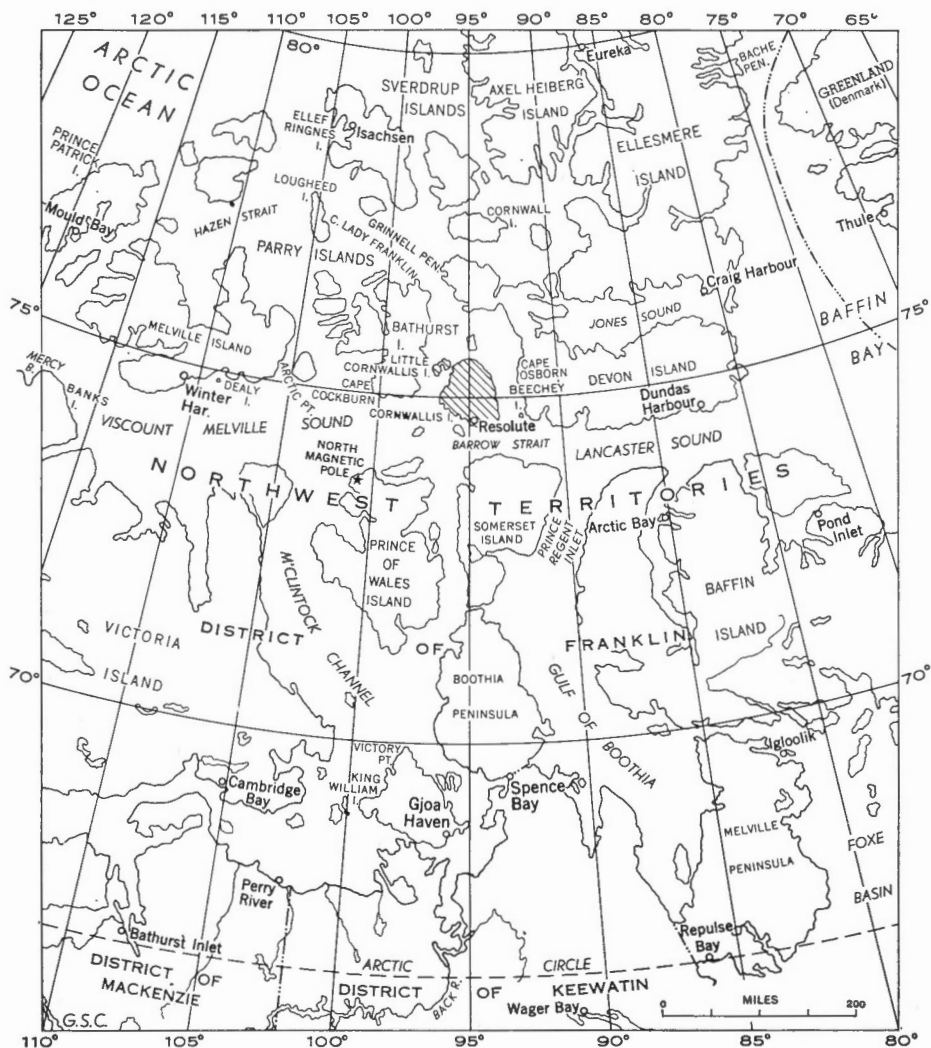 125° 120° 115° 110° 105° 100° 95° 90° 85° 80° 75° 70° 65°
80°
ARCTIC
OCEAN
SVERDRUP
ISLANDS
AXEL HEIBERG
ISLAND
Eureka
BACHE
PEN.
GREENLAND
(Denmark)
ELLEF
RINGNES
I.
Isachsen
ELLESMERE
ISLAND
PRINCE
PATRICK
I.
Mould Bay
LOUGHEED
I.
HAZEN STRAIT
C. LADY FRANKLIN
GRINNELL PEN.
CORNWALL
I.
Thule
PARRY ISLANDS
Craig Harbour
75°
BAFFIN
BAY
75°
JONES SOUND
MELVILLE ISLAND
BATHURST
I.
LITTLE
CORNWALLIS I.
CAPE
OSBORN
DEVON ISLAND
MERCY
B.
BANKS
I.
Winter
Har.
DEALY
I.
ARCTIC PT.
CAPE
COCKBURN
CORNWALLIS I.
BEECHEY
I.
Dundas
Harbour
Resolute
VISCOUNT MELVILLE SOUND
BARROW STRAIT
LANCASTER SOUND
NORTH
MAGNETIC
POLE
NORTHWEST TERRITORIES
SOMERSET
ISLAND
PRINCE
REGENT
INLET
Arctic Bay
Pond
Inlet
PRINCE
OF
WALES
ISLAND
M'CLINTOCK
CHANNEL
BAFFIN
ISLAND
VICTORIA
ISLAND
DISTRICT OF FRANKLIN
70°
BOOTHIA
PENINSULA
GULF OF BOOTHIA
70°
VICTORY
PT.
Igloolik
Cambridge
Bay
KING
WILLIAM
I.
Gjoa
Haven
Spence
Bay
MELVILLE
PENINSULA
FOXE
BASIN
Perry
River
Repulse
Bay
Bathurst Inlet
ARCTIC CIRCLE
DISTRICT OF
MACKENZIE
DISTRICT OF KEEWATIN
BACK R.
Wager Bay
0 MILES 200
G.S.C.
110° 105° 100° 95° 90° 85° 80°